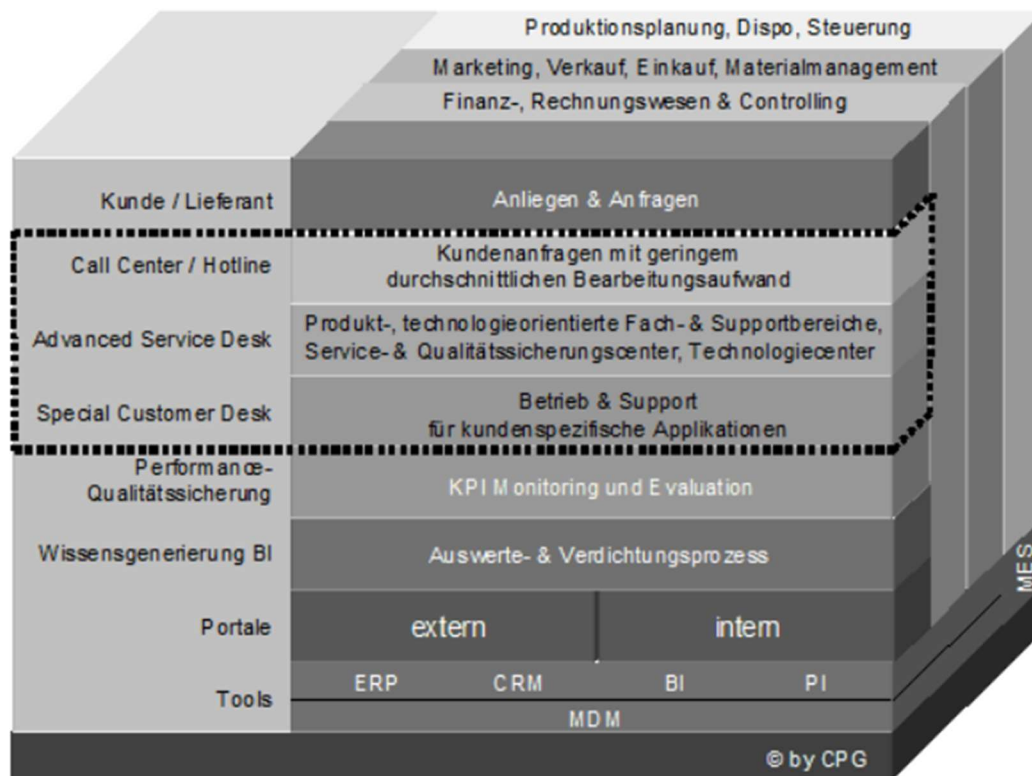 Produktionsplanung, Dispo, Steuerung
Marketing, Verkauf, Einkauf, Materialmanagement
Finanz-, Rechnungswesen & Controlling
Kunde / Lieferant
Anliegen & Anfragen
Call Center / Hotline
Kundenanfragen mit geringem
durchschnittlichen Bearbeitungsaufwand
Advanced Service Desk
Produkt-, technologieorientierte Fach- & Supportbereiche,
Service- & Qualitätssicherungscenter, Technologiecenter
Special Customer Desk
Betrieb & Support
für kundenspezifische Applikationen
Performance-
Qualitätssicherung
KPI Monitoring und Evaluation
Wissensgenerierung BI
Auswerte- & Verdichtungsprozess
Portale
extern
intern
Tools
ERP
CRM
BI
PI
MDM
MES
© by CPG